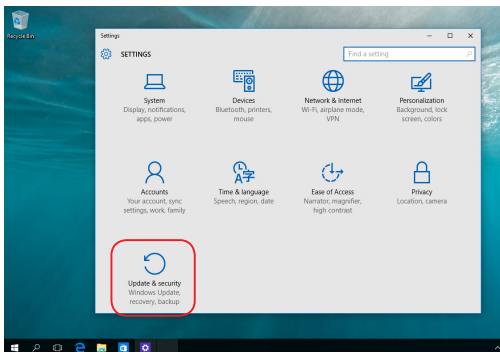 Recycle Bin
Settings
SETTINGS
Find a setting
System
Display, notifications,
apps, power
Devices
Bluetooth, printers,
mouse
Network & Internet
Wi-Fi, airplane mode,
VPN
Personalization
Background, lock
screen, colors
Accounts
Your account, sync
settings, work, family
Time & language
Speech, region, date
Ease of Access
Narrator, magnifier,
high contrast
Privacy
Location, camera
Update & security
Windows Update,
recovery, backup